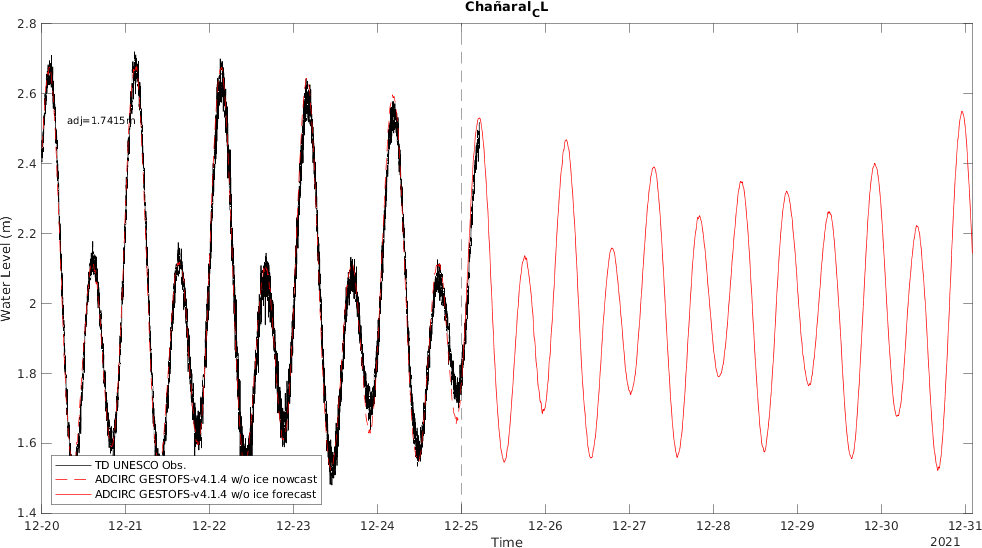 Chañaral_CL
2.8
2.6
2.4
2.2
2
1.8
1.6
1.4
Water Level (m)
adj=1.7415m
TD UNESCO Obs.
ADCIRC GESTOFS-v4.1.4 w/o ice nowcast
ADCIRC GESTOFS-v4.1.4 w/o ice forecast
12-20 12-21 12-22 12-23 12-24 12-25 12-26 12-27 12-28 12-29 12-30 12-31
Time
2021